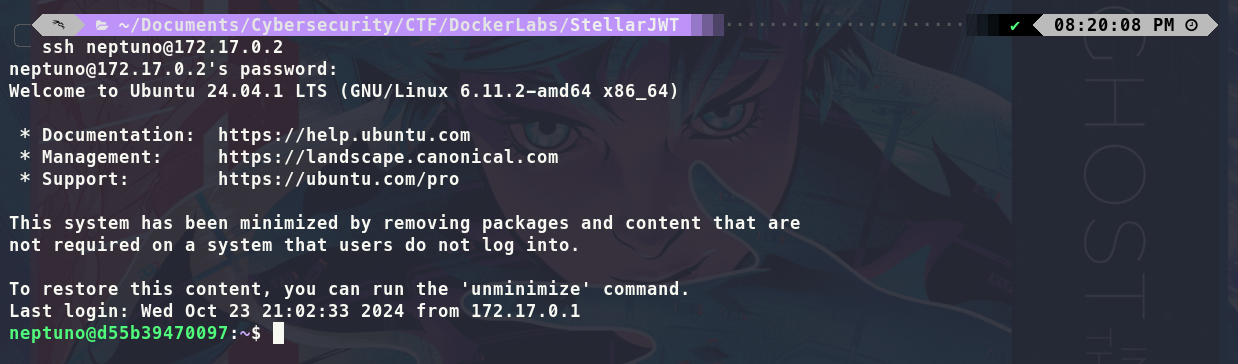 ~/Documents/Cybersecurity/CTF/DockerLabs/StellarJWT ✔ 08:20:08 PM
ssh neptuno@172.17.0.2
neptuno@172.17.0.2's password:
Welcome to Ubuntu 24.04.1 LTS (GNU/Linux 6.11.2-amd64 x86_64)
* Documentation: https://help.ubuntu.com
* Management: https://landscape.canonical.com
* Support: https://ubuntu.com/pro
This system has been minimized by removing packages and content that are
not required on a system that users do not log into.
To restore this content, you can run the 'unminimize' command.
Last login: Wed Oct 23 21:02:33 2024 from 172.17.0.1
neptuno@d55b39470097:~$
GHOST
IN
TH